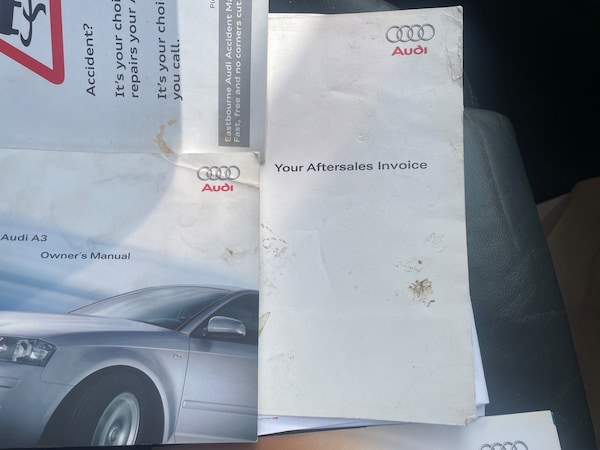 Accident?
It's your choi
repairs your A
It's your choi
you call.
Eastbourne Audi Accident Ma
Fast, free and no corners cut
Audi
Your Aftersales Invoice
Audi
Audi A3
Owner's Manual